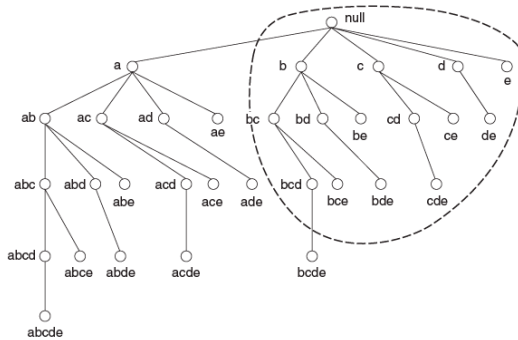 null
a b c d e
ab ac ad ae bc bd be cd ce de
abc abd abe acd ace ade bcd bce bde cde
abcd abce abde acde bcde
abcde